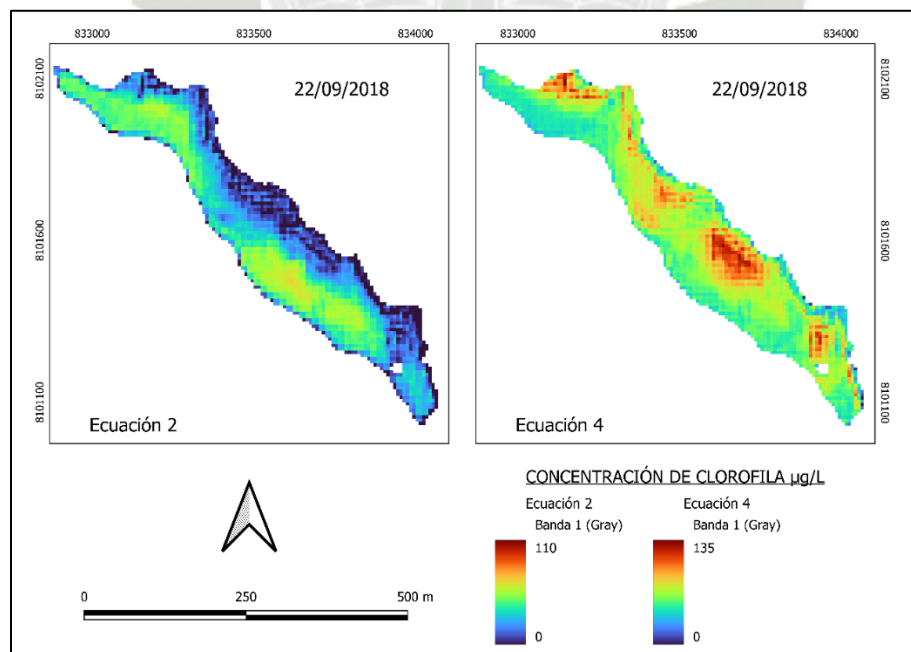 833000 833500 834000
833000 833500 834000
8102100
8101600
8101100
22/09/2018
Ecuación 2
22/09/2018
Ecuación 4
8102100
8101600
8101100
CONCENTRACIÓN DE CLOROFILA µg/L
Ecuación 2
Banda 1 (Gray)
110
0
Ecuación 4
Banda 1 (Gray)
135
0
0 250 500 m